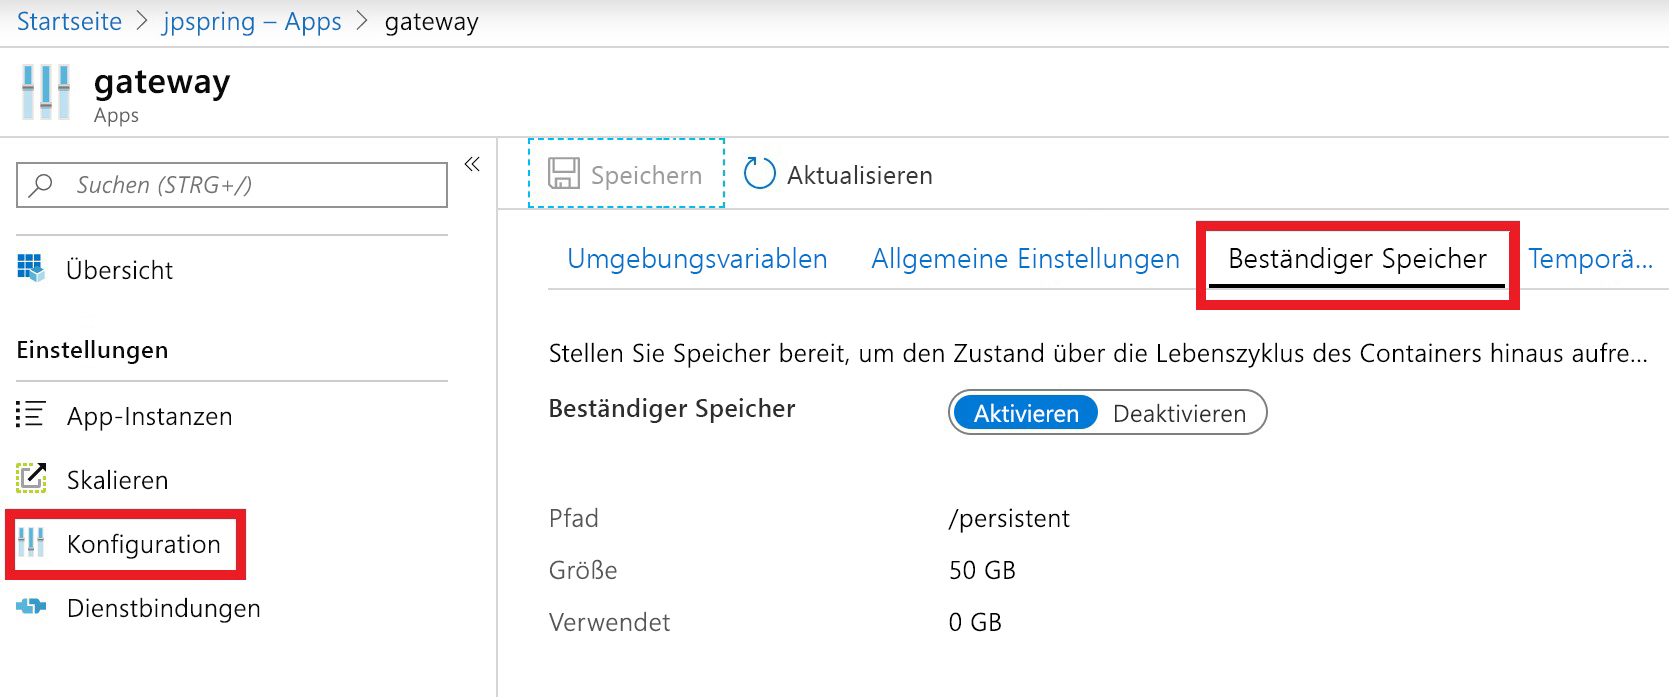 Startseite > jpspring – Apps > gateway
gateway
Apps
Suchen (STRG+/)
«
Übersicht
Einstellungen
App-Instanzen
Skalieren
Konfiguration
Dienstbindungen
Speichern Aktualisieren
Umgebungsvariablen Allgemeine Einstellungen Beständiger Speicher Temporä...
Stellen Sie Speicher bereit, um den Zustand über die Lebenszyklus des Containers hinaus aufre...
Beständiger Speicher Aktivieren Deaktivieren
Pfad /persistent
Größe 50 GB
Verwendet 0 GB